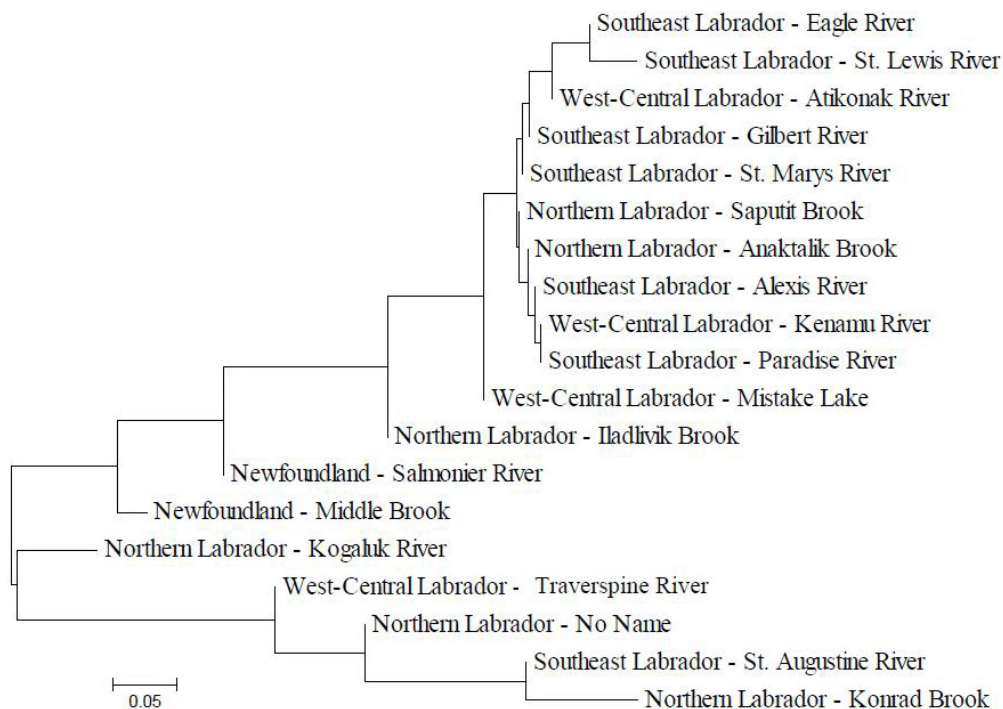 Southeast Labrador - Eagle River
Southeast Labrador - St. Lewis River
West-Central Labrador - Atikonak River
Southeast Labrador - Gilbert River
Southeast Labrador - St. Marys River
Northern Labrador - Saputit Brook
Northern Labrador - Anaktalik Brook
Southeast Labrador - Alexis River
West-Central Labrador - Kenamu River
Southeast Labrador - Paradise River
West-Central Labrador - Mistake Lake
Northern Labrador - Iladlivik Brook
Newfoundland - Salmonier River
Newfoundland - Middle Brook
Northern Labrador - Kogaluk River
West-Central Labrador - Traverspine River
Northern Labrador - No Name
Southeast Labrador - St. Augustine River
Northern Labrador - Konrad Brook
0.05